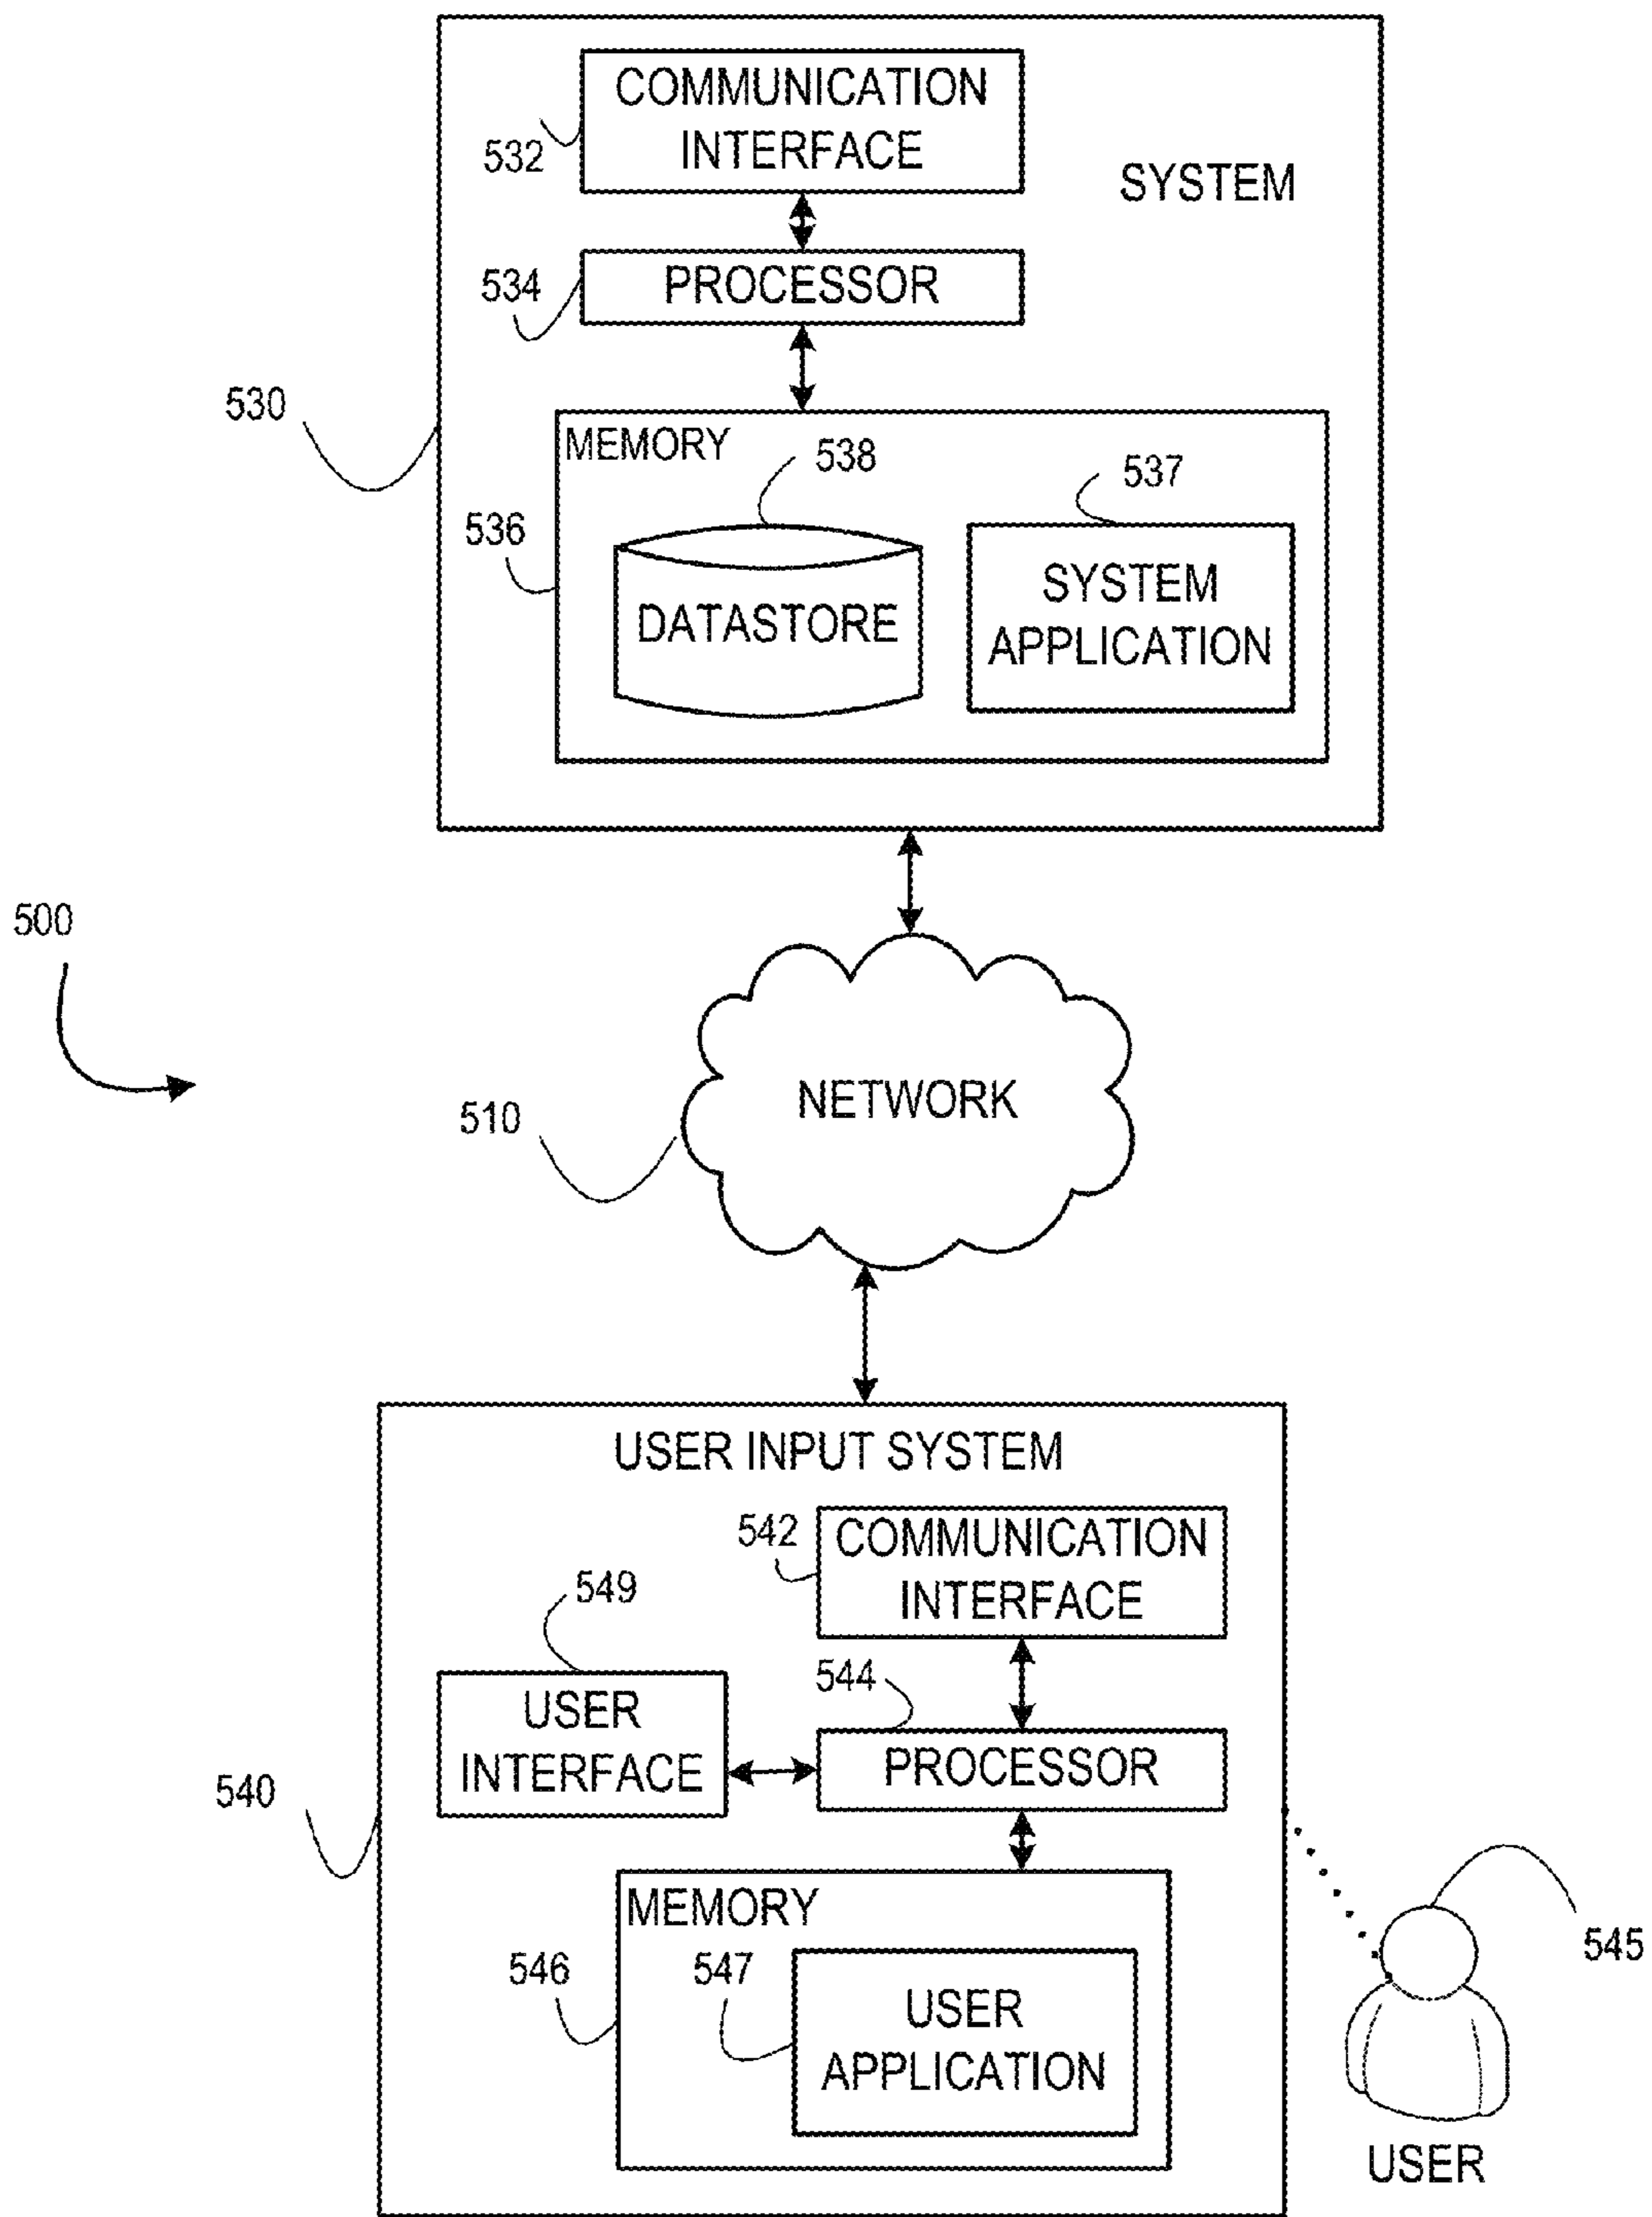 COMMUNICATION
INTERFACE
532
SYSTEM
534
PROCESSOR
530
MEMORY
538
537
536
DATASTORE
SYSTEM
APPLICATION
500
510
NETWORK
USER INPUT SYSTEM
542
COMMUNICATION
INTERFACE
549
544
USER
INTERFACE
PROCESSOR
540
MEMORY
546
547
USER
APPLICATION
545
USER